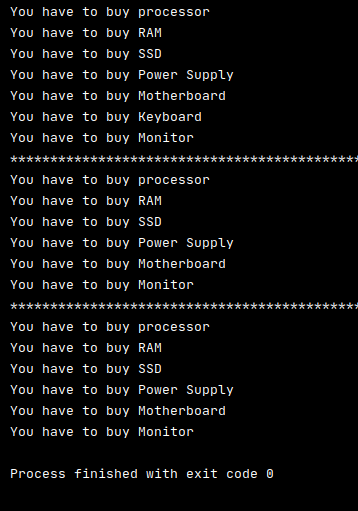 You have to buy processor
You have to buy RAM
You have to buy SSD
You have to buy Power Supply
You have to buy Motherboard
You have to buy Keyboard
You have to buy Monitor
********************************************
You have to buy processor
You have to buy RAM
You have to buy SSD
You have to buy Power Supply
You have to buy Motherboard
You have to buy Monitor
********************************************
You have to buy processor
You have to buy RAM
You have to buy SSD
You have to buy Power Supply
You have to buy Motherboard
You have to buy Monitor
Process finished with exit code 0